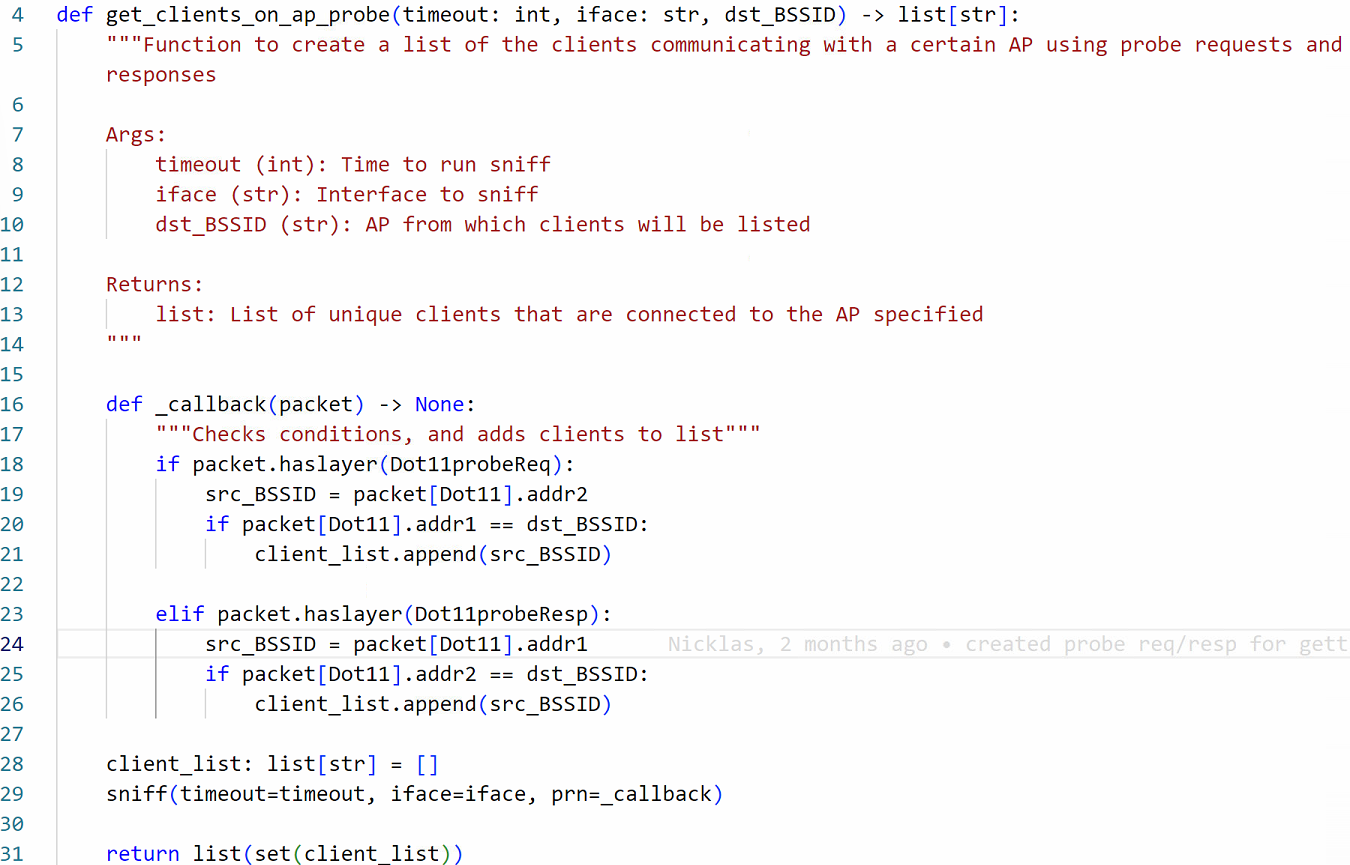 4 def get_clients_on_ap_probe(timeout: int, iface: str, dst_BSSID) -> list[str]:
5 """Function to create a list of the clients communicating with a certain AP using probe requests and
responses
6
7 Args:
8 timeout (int): Time to run sniff
9 iface (str): Interface to sniff
10 dst_BSSID (str): AP from which clients will be listed
11
12 Returns:
13 list: List of unique clients that are connected to the AP specified
14 """
15
16 def _callback(packet) -> None:
17 """Checks conditions, and adds clients to list"""
18 if packet.haslayer(Dot11probeReq):
19 src_BSSID = packet[Dot11].addr2
20 if packet[Dot11].addr1 == dst_BSSID:
21 client_list.append(src_BSSID)
22
23 elif packet.haslayer(Dot11probeResp):
24 src_BSSID = packet[Dot11].addr1 Nicklas, 2 months ago • created probe req/resp for gett
25 if packet[Dot11].addr2 == dst_BSSID:
26 client_list.append(src_BSSID)
27
28 client_list: list[str] = []
29 sniff(timeout=timeout, iface=iface, prn=_callback)
30
31 return list(set(client_list))